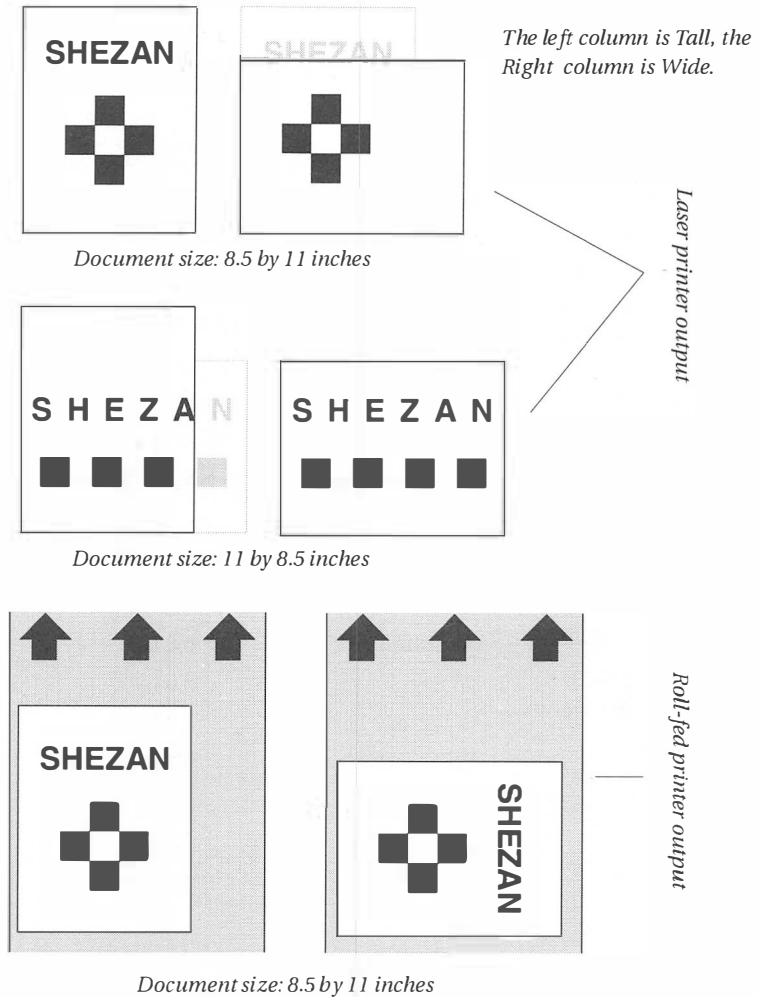 SHEZAN
SHEZAN
The left column is Tall, the
Right column is Wide.
Document size: 8.5 by 11 inches
Laser printer output
S H E Z A N
S H E Z A N
Document size: 11 by 8.5 inches
SHEZAN
SHEZAN
Roll-fed printer output
Document size: 8.5 by 11 inches